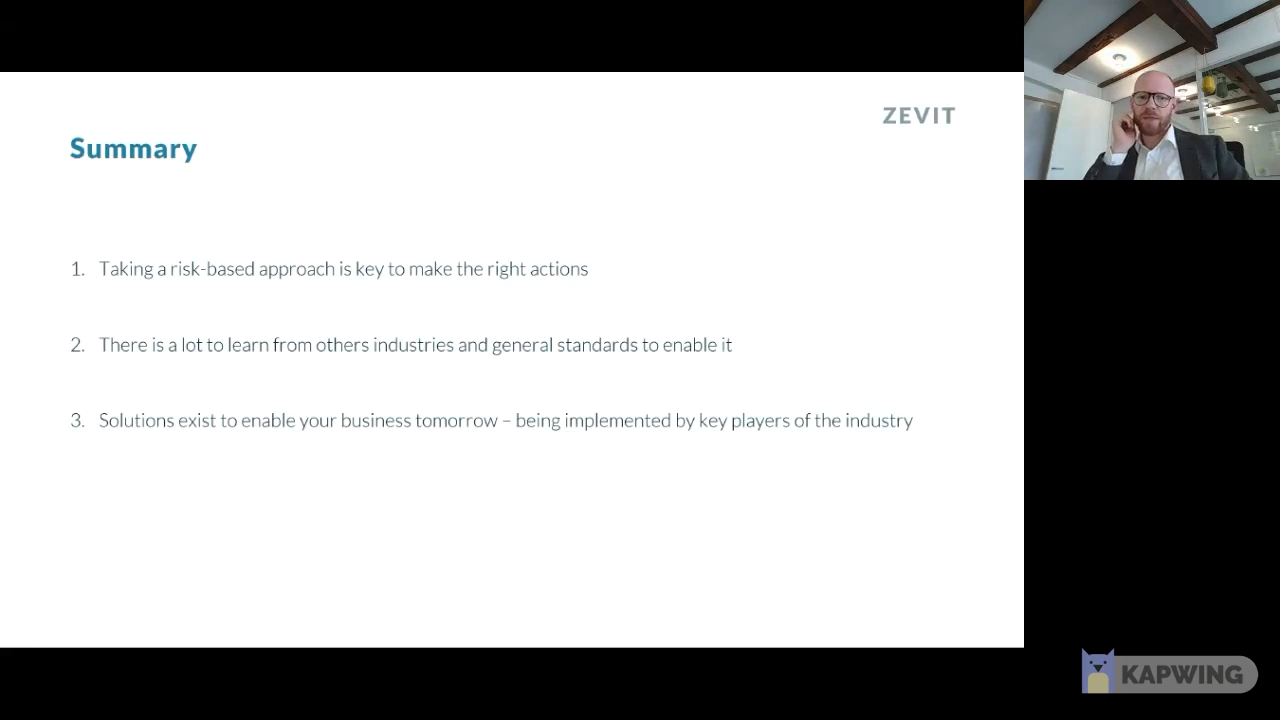 ZEVIT
Summary
1. Taking a risk-based approach is key to make the right actions
2. There is a lot to learn from others industries and general standards to enable it
3. Solutions exist to enable your business tomorrow – being implemented by key players of the industry
KAPWING